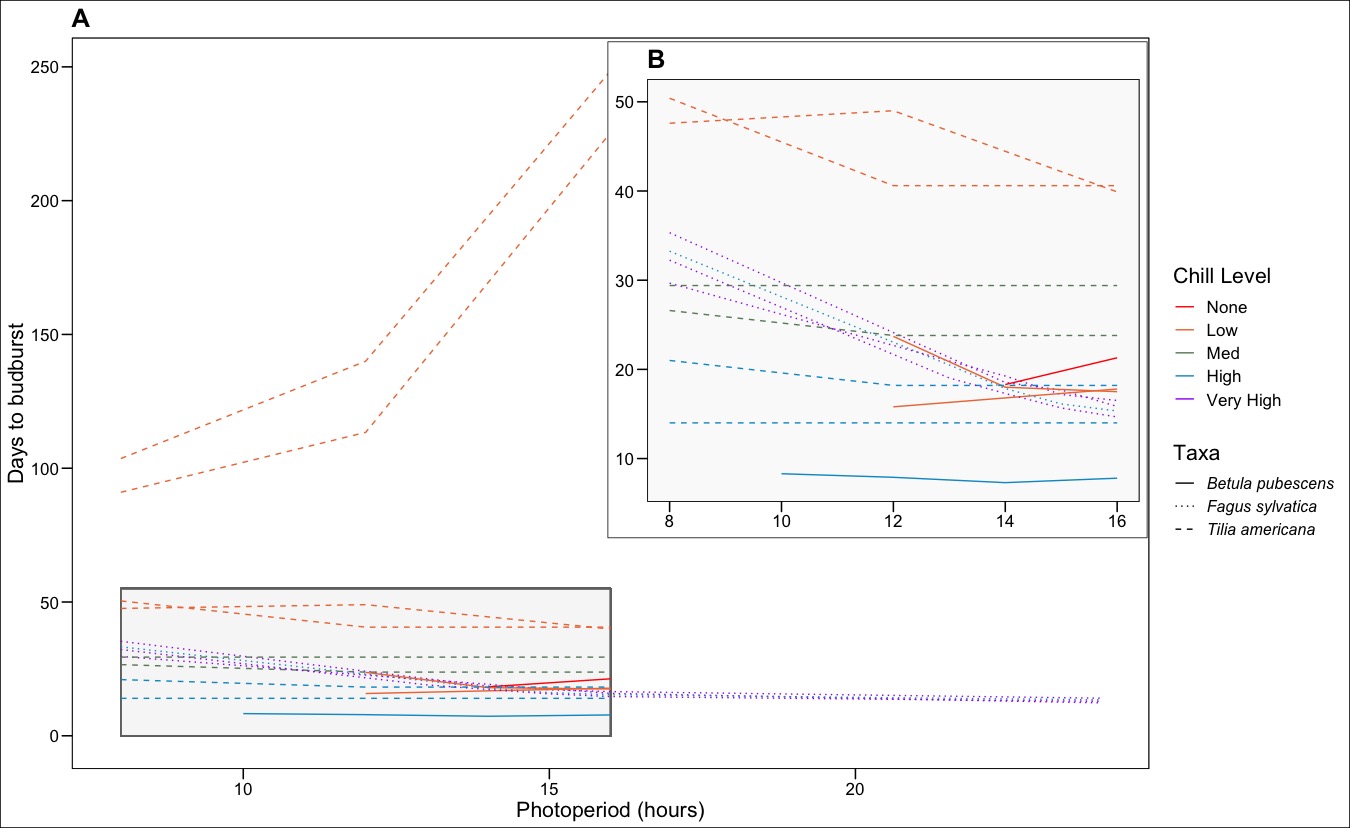 A
B
250
200
150
100
50
0
Days to budburst
10
15
20
Photoperiod (hours)
50
40
30
20
10
8
10
12
14
16
Chill Level
None
Low
Med
High
Very High
Taxa
Betula pubescens
Fagus sylvatica
Tilia americana